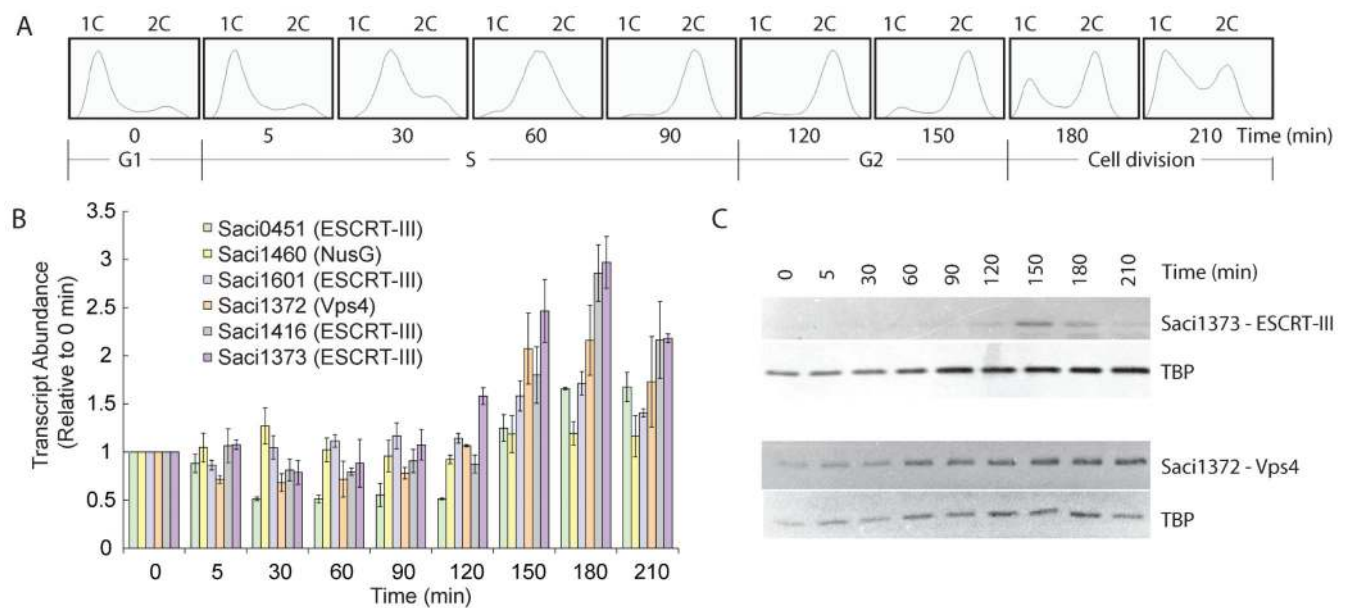 A
1C 2C 1C 2C 1C 2C 1C 2C 1C 2C 1C 2C 1C 2C 1C 2C 1C 2C
0 5 30 60 90 120 150 180 210 Time (min)
G1 S G2 Cell division
B
Transcript Abundance
(Relative to 0 min)
3.5
3
2.5
2
1.5
1
0.5
0
Saci0451 (ESCRT-III)
Saci1460 (NusG)
Saci1601 (ESCRT-III)
Saci1372 (Vps4)
Saci1416 (ESCRT-III)
Saci1373 (ESCRT-III)
0 5 30 60 90 120 150 180 210
Time (min)
C
0 5 30 60 90 120 150 180 210 Time (min)
Saci1373 - ESCRT-III
TBP
Saci1372 - Vps4
TBP